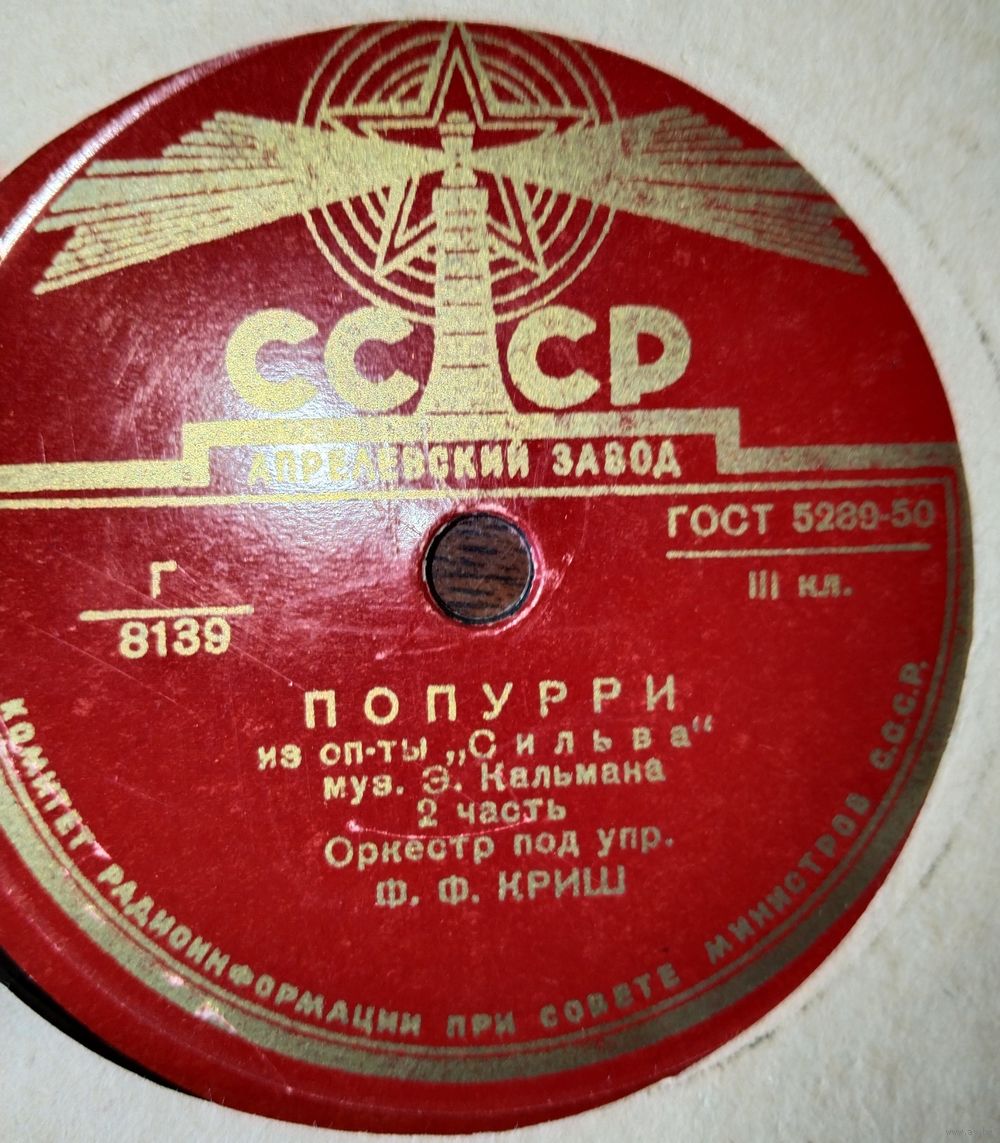 СССР
АПРЕЛЕВСКИЙ ЗАВОД
ГОСТ 5289-50
III кл.
Г
8139
ПОПУРРИ
из оп-ты „Сильва“
муз. Э. Кальмана
2 часть
Оркестр под упр.
Ф. Ф. КРИШ
КОМИТЕТ РАДИОИНФОРМАЦИИ ПРИ СОВЕТЕ МИНИСТРОВ С.С.С.Р.